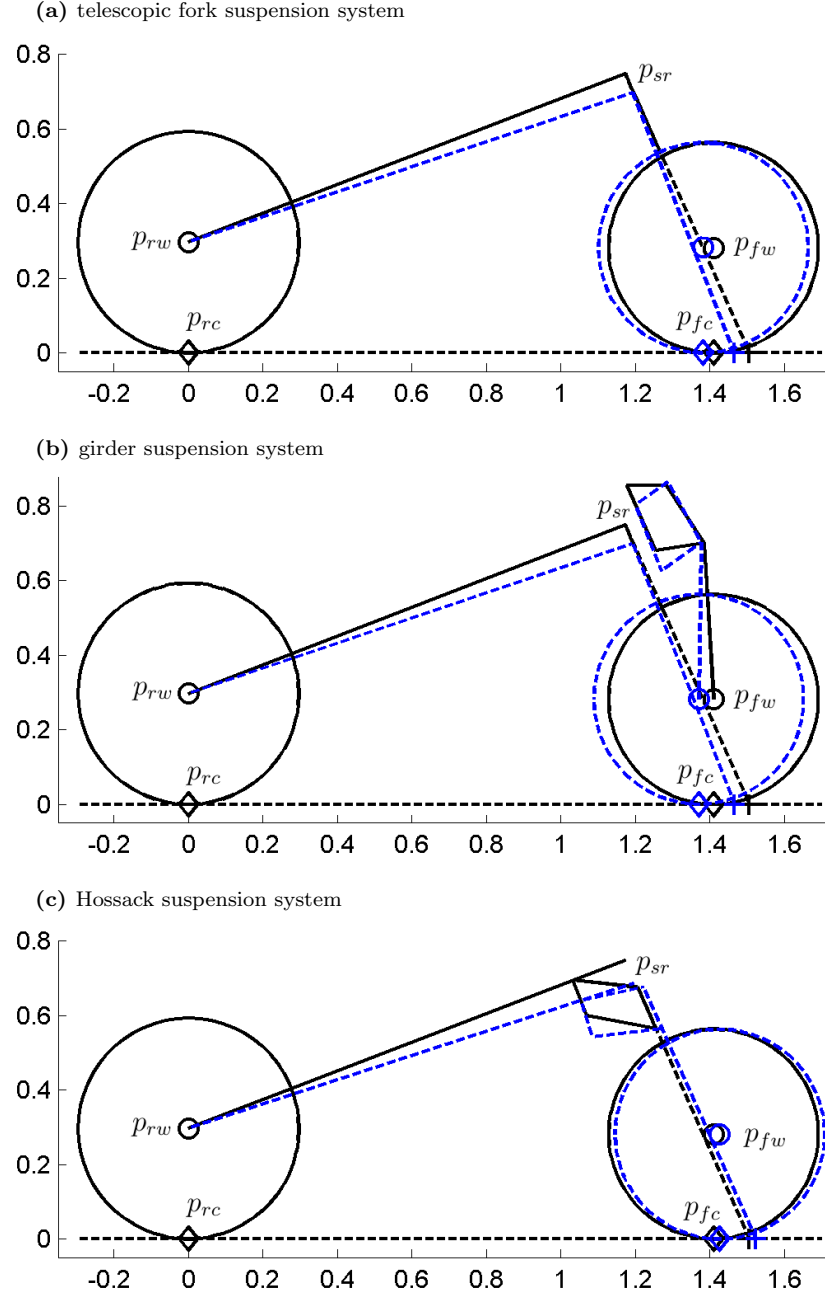 (a) telescopic fork suspension system
0.8
p_sr
0.6
0.4
p_rw
p_fw
0.2
p_rc
p_fc
0
-0.2 0 0.2 0.4 0.6 0.8 1 1.2 1.4 1.6
(b) girder suspension system
0.8
p_sr
0.6
0.4
p_rw
p_fw
0.2
p_rc
p_fc
0
-0.2 0 0.2 0.4 0.6 0.8 1 1.2 1.4 1.6
(c) Hossack suspension system
0.8
p_sr
0.6
0.4
p_rw
p_fw
0.2
p_rc
p_fc
0
-0.2 0 0.2 0.4 0.6 0.8 1 1.2 1.4 1.6